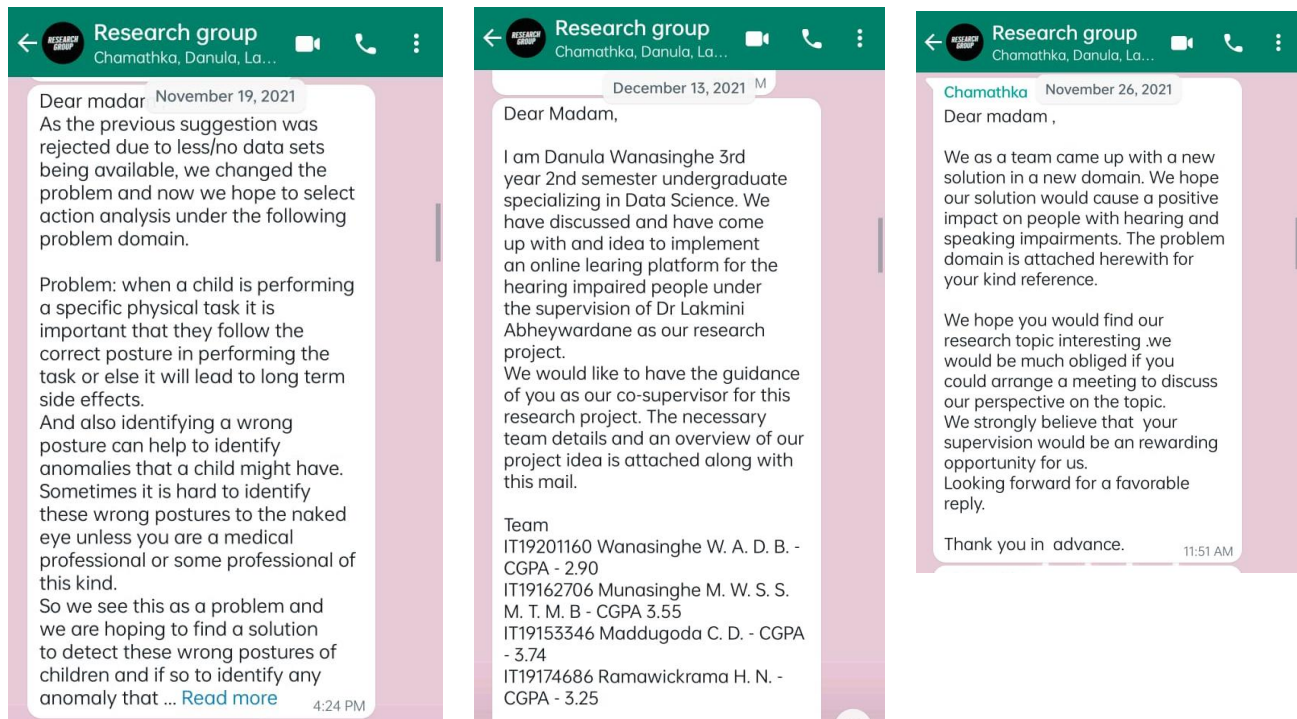 RESEARCH
GROUP
Research group
Chamathka, Danula, La...
November 19, 2021
Dear madam
As the previous suggestion was
rejected due to less/no data sets
being available, we changed the
problem and now we hope to select
action analysis under the following
problem domain.
Problem: when a child is performing
a specific physical task it is
important that they follow the
correct posture in performing the
task or else it will lead to long term
side effects.
And also identifying a wrong
posture can help to identify
anomalies that a child might have.
Sometimes it is hard to identify
these wrong postures to the naked
eye unless you are a medical
professional or some professional of
this kind.
So we see this as a problem and
we are hoping to find a solution
to detect these wrong postures of
children and if so to identify any
anomaly that ... Read more
4:24 PM
RESEARCH
GROUP
Research group
Chamathka, Danula, La...
December 13, 2021 M
Dear Madam,
I am Danula Wanasinghe 3rd
year 2nd semester undergraduate
specializing in Data Science. We
have discussed and have come
up with and idea to implement
an online learing platform for the
hearing impaired people under
the supervision of Dr Lakmini
Abheywardane as our research
project.
We would like to have the guidance
of you as our co-supervisor for this
research project. The necessary
team details and an overview of our
project idea is attached along with
this mail.
Team
IT19201160 Wanasinghe W. A. D. B. -
CGPA - 2.90
IT19162706 Munasinghe M. W. S. S.
M. T. M. B - CGPA 3.55
IT19153346 Maddugoda C. D. - CGPA
- 3.74
IT19174686 Ramawickrama H. N. -
CGPA - 3.25
RESEARCH
GROUP
Research group
Chamathka, Danula, La...
Chamathka
November 26, 2021
Dear madam ,
We as a team came up with a new
solution in a new domain. We hope
our solution would cause a positive
impact on people with hearing and
speaking impairments. The problem
domain is attached herewith for
your kind reference.
We hope you would find our
research topic interesting .we
would be much obliged if you
could arrange a meeting to discuss
our perspective on the topic.
We strongly believe that your
supervision would be an rewarding
opportunity for us.
Looking forward for a favorable
reply.
Thank you in advance.
11:51 AM